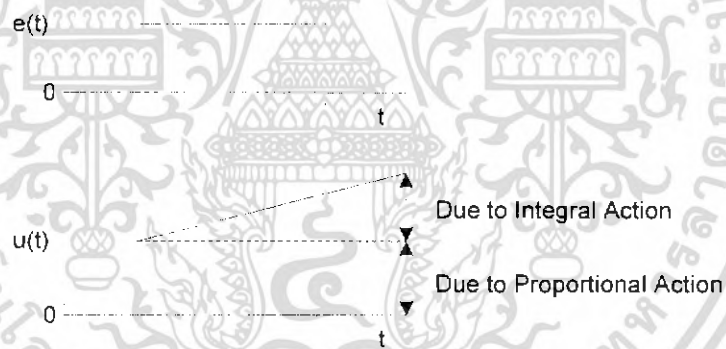 e(t)
0
t
Due to Integral Action
u(t)
Due to Proportional Action
0
t